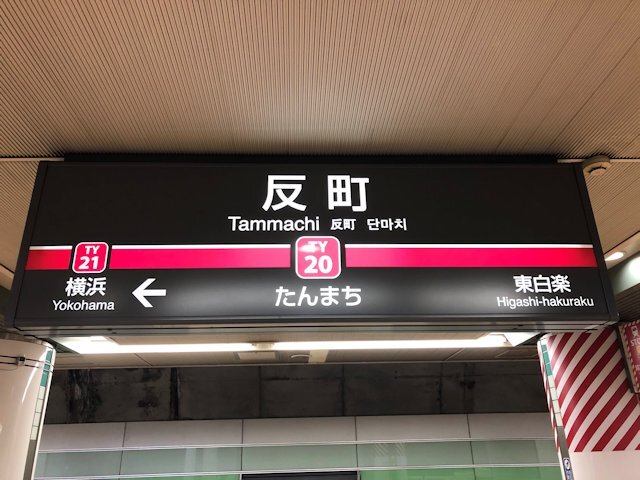 反町
Tammachi 反町 단마치
TY
21
TY
20
横浜
Yokohama
←
たんまち
東白楽
Higashi-hakuraku